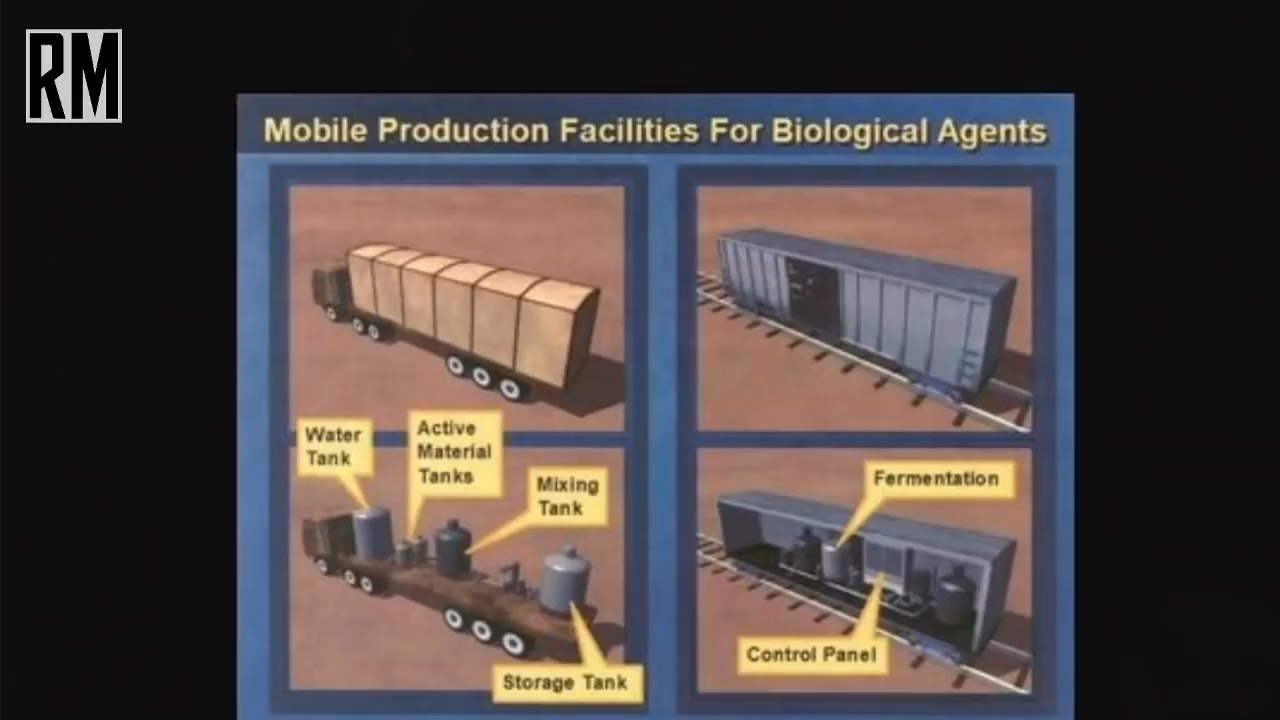 RM
Mobile Production Facilities For Biological Agents
Water
Tank
Active
Material
Tanks
Mixing
Tank
Storage Tank
Fermentation
Control Panel